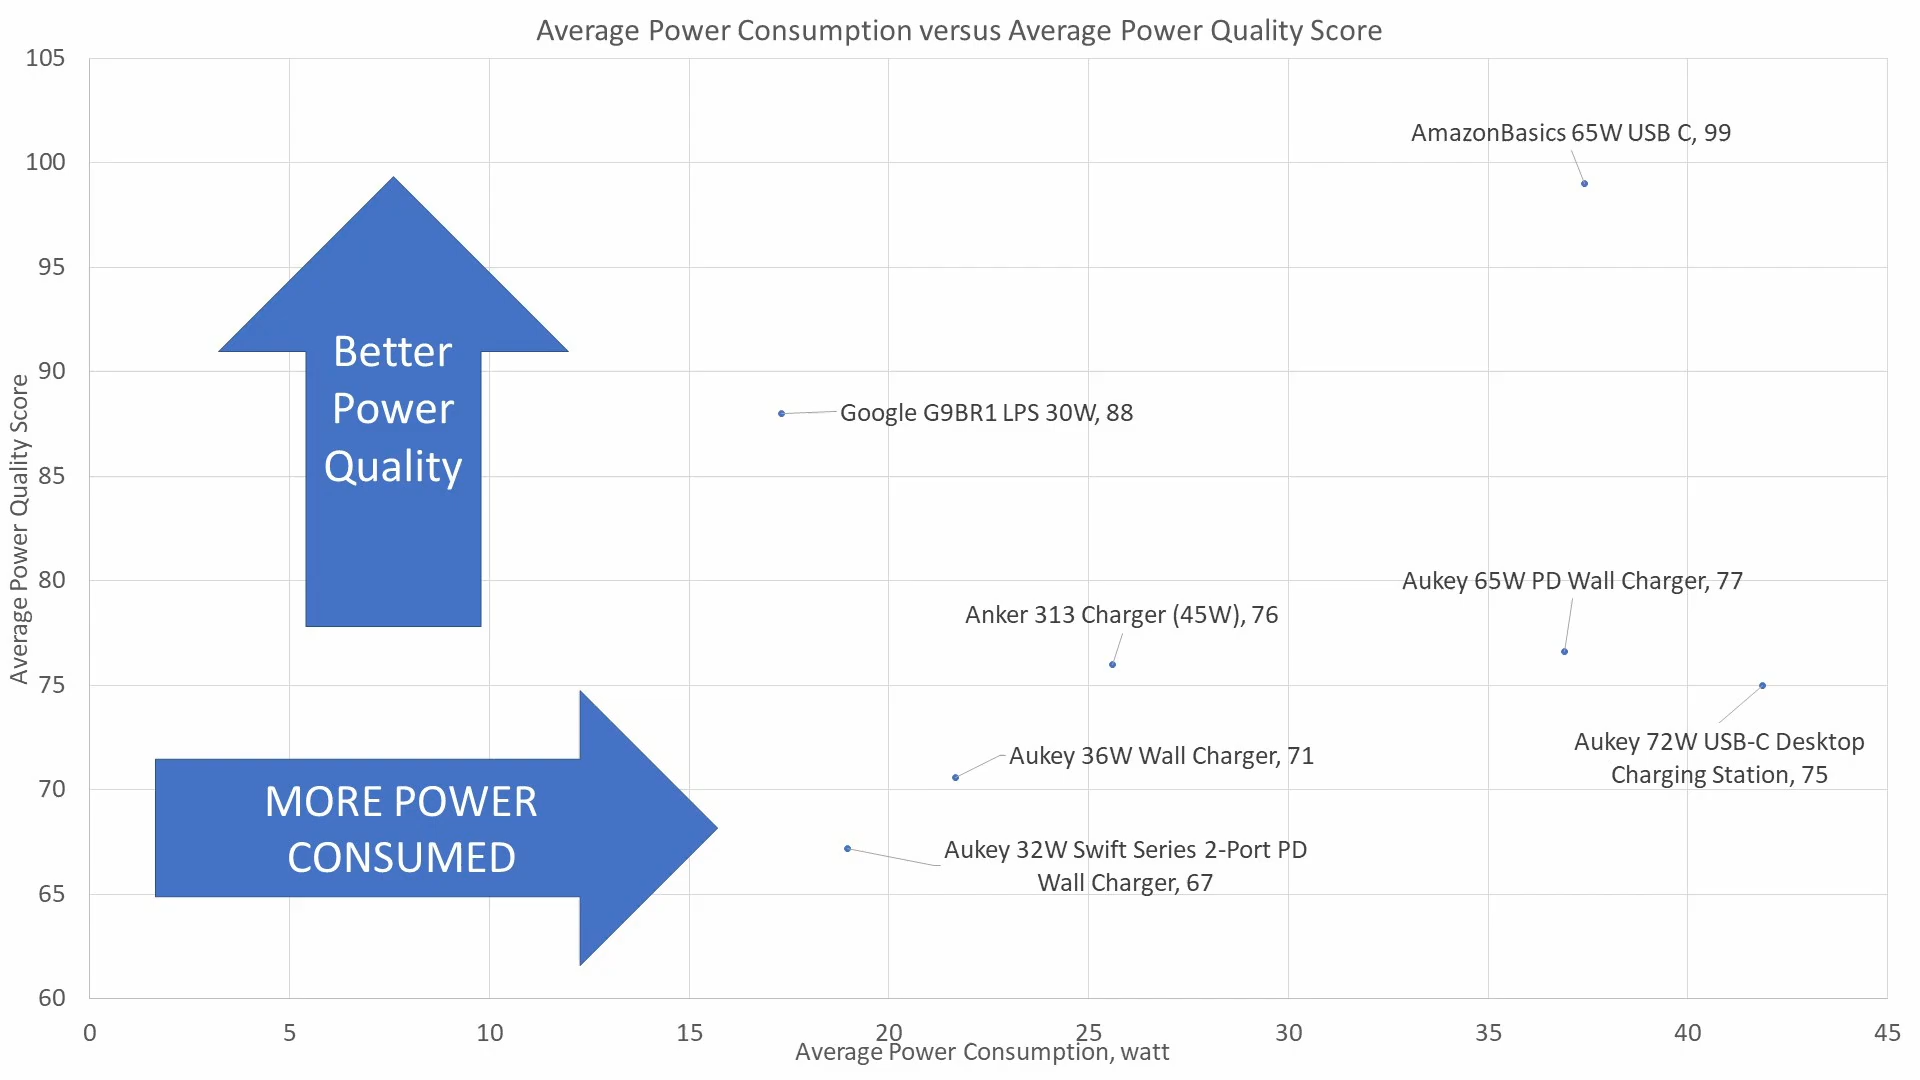 Average Power Consumption versus Average Power Quality Score
105
AmazonBasics 65W USB C, 99
100
95
Better
Power
Quality
90
Google G9BR1 LPS 30W, 88
85
Average Power Quality Score
80
Aukey 65W PD Wall Charger, 77
Anker 313 Charger (45W), 76
75
Aukey 72W USB-C Desktop
Charging Station, 75
Aukey 36W Wall Charger, 71
70
MORE POWER
CONSUMED
Aukey 32W Swift Series 2-Port PD
Wall Charger, 67
65
60
0 5 10 15 20 25 30 35 40 45
Average Power Consumption, watt